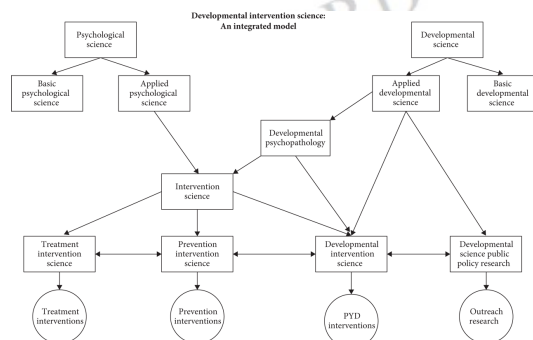 Developmental intervention science:
An integrated model
Psychological
science
Developmental
science
Basic
psychological
science
Applied
psychological
science
Applied
developmental
science
Basic
developmental
science
Developmental
psychopathology
Intervention
science
Treatment
intervention
science
Prevention
intervention
science
Developmental
intervention
science
Developmental
science public
policy research
Treatment
interventions
Prevention
interventions
PYD
interventions
Outreach
research